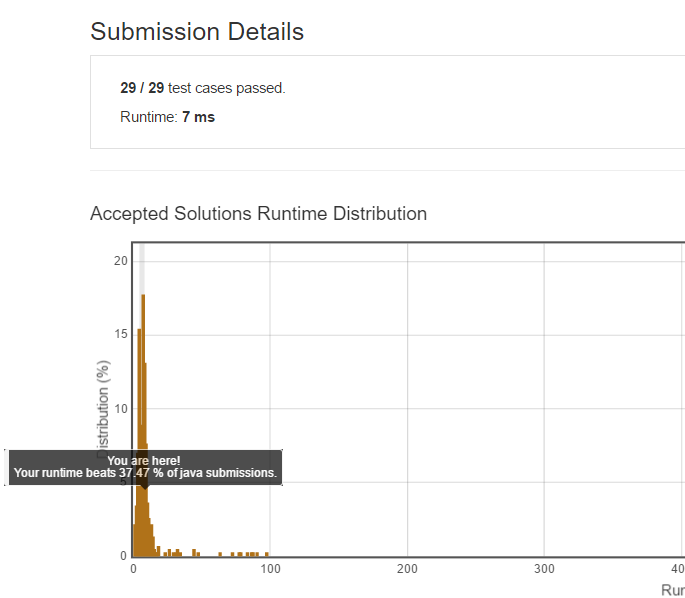 Submission Details
29 / 29 test cases passed.
Runtime: 7 ms
Accepted Solutions Runtime Distribution
20
15
10
5
0
Distribution (%)
You are here!
Your runtime beats 37.47 % of java submissions.
0
100
200
300
40
Run